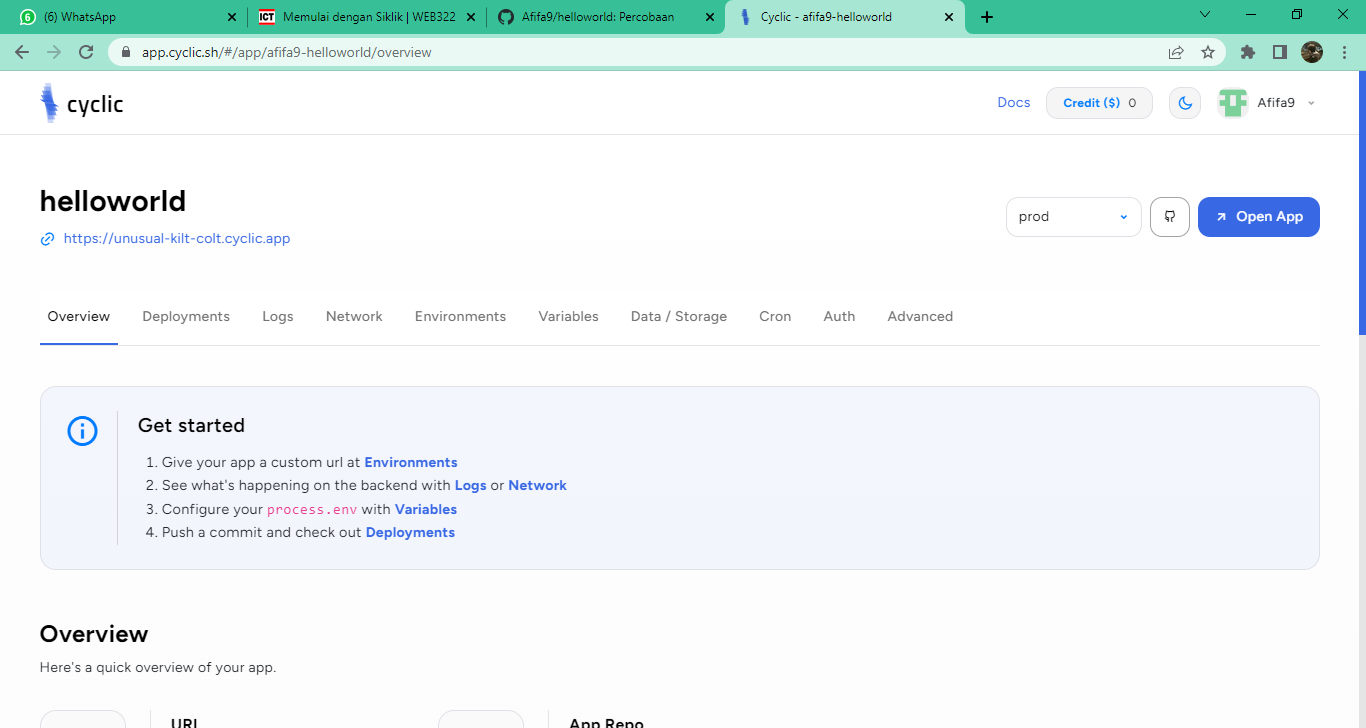 (6) WhatsApp
ICT Memulai dengan Siklik | WEB322
Afifa9/helloworld: Percobaan
Cyclic - afifa9-helloworld
app.cyclic.sh/#/app/afifa9-helloworld/overview
cyclic
Docs
Credit ($) 0
Afifa9
helloworld
https://unusual-kilt-colt.cyclic.app
prod
Open App
Overview Deployments Logs Network Environments Variables Data / Storage Cron Auth Advanced
Get started
1. Give your app a custom url at Environments
2. See what's happening on the backend with Logs or Network
3. Configure your process.env with Variables
4. Push a commit and check out Deployments
Overview
Here's a quick overview of your app.
URL
App Repo